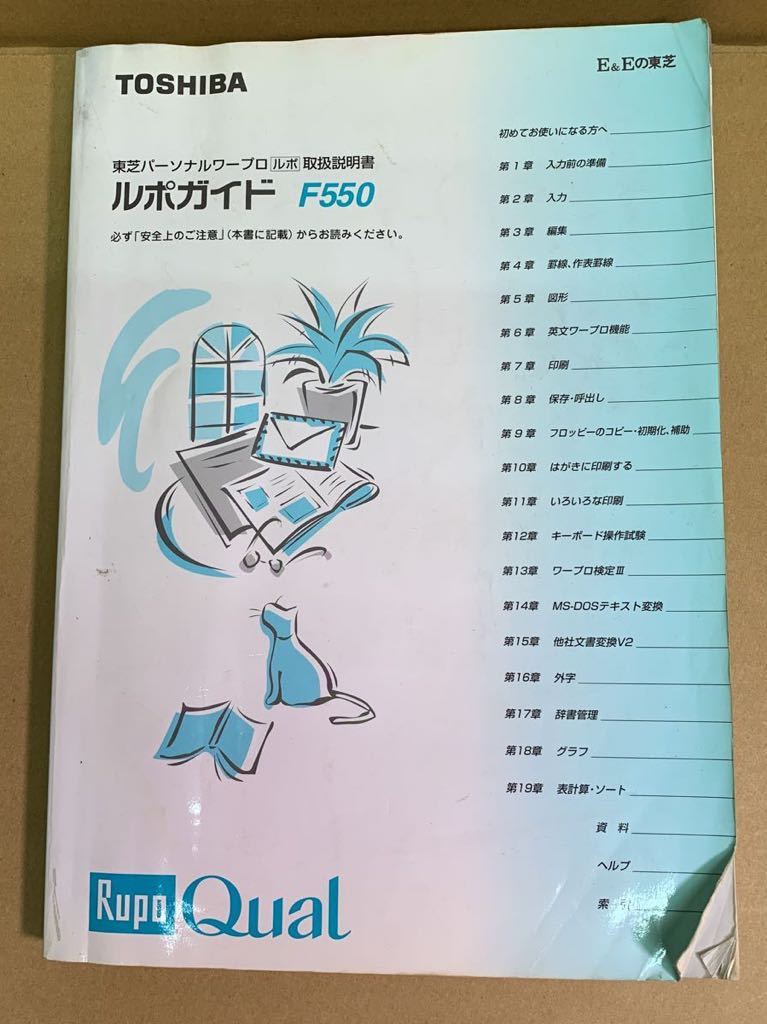 TOSHIBA
E&Eの東芝
東芝パーソナルワープロ ルポ 取扱説明書
ルポガイド F550
必ず「安全上のご注意」（本書に記載）からお読みください。
初めてお使いになる方へ
第1章 入力前の準備
第2章 入力
第3章 編集
第4章 罫線、作表罫線
第5章 図形
第6章 英文ワープロ機能
第7章 印刷
第8章 保存・呼出し
第9章 フロッピーのコピー・初期化、補助
第10章 はがきに印刷する
第11章 いろいろな印刷
第12章 キーボード操作試験
第13章 ワープロ検定Ⅲ
第14章 MS-DOSテキスト変換
第15章 他社文書変換V2
第16章 外字
第17章 辞書管理
第18章 グラフ
第19章 表計算・ソート
資料
ヘルプ
索引
Rupo Qual